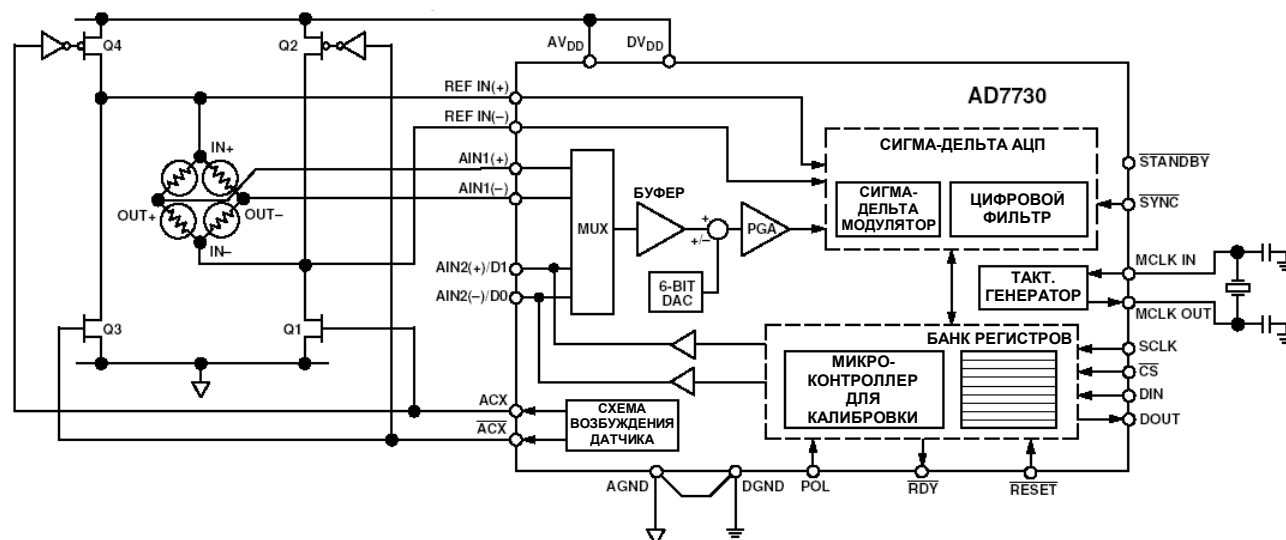 Q4
Q2
AV_DD
DV_DD
REF IN(+)
AD7730
REF IN(–)
IN+
AIN1(+)
AIN1(–)
OUT+
OUT–
IN–
MUX
БУФЕР
+
+/–
PGA
6-BIT
DAC
СИГМА-ДЕЛЬТА АЦП
СИГМА-
ДЕЛЬТА
МОДУЛЯТОР
ЦИФРОВОЙ
ФИЛЬТР
STANDBY
SYNC
AIN2(+)/D1
AIN2(–)/D0
ТАКТ.
ГЕНЕРАТОР
MCLK IN
MCLK OUT
Q3
Q1
БАНК РЕГИСТРОВ
МИКРО-
КОНТРОЛЛЕР
ДЛЯ
КАЛИБРОВКИ
SCLK
CS
DIN
DOUT
ACX
ACX
СХЕМА
ВОЗБУЖДЕНИЯ
ДАТЧИКА
AGND
DGND
POL
RDY
RESET